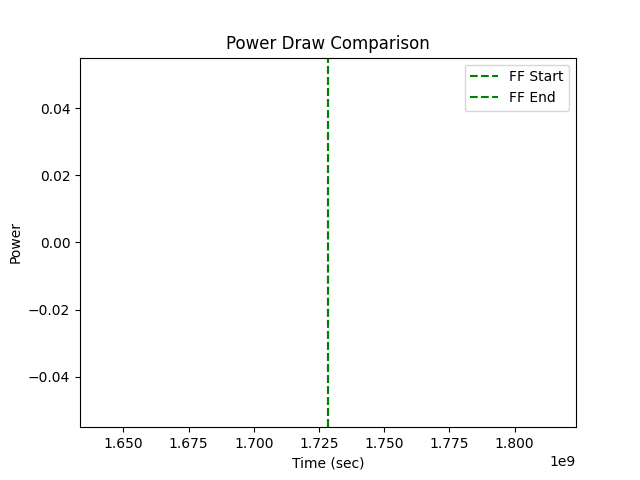 Power Draw Comparison
FF Start
FF End
0.04
0.02
0.00
−0.02
−0.04
Power
1.650 1.675 1.700 1.725 1.750 1.775 1.800
Time (sec)
1e9